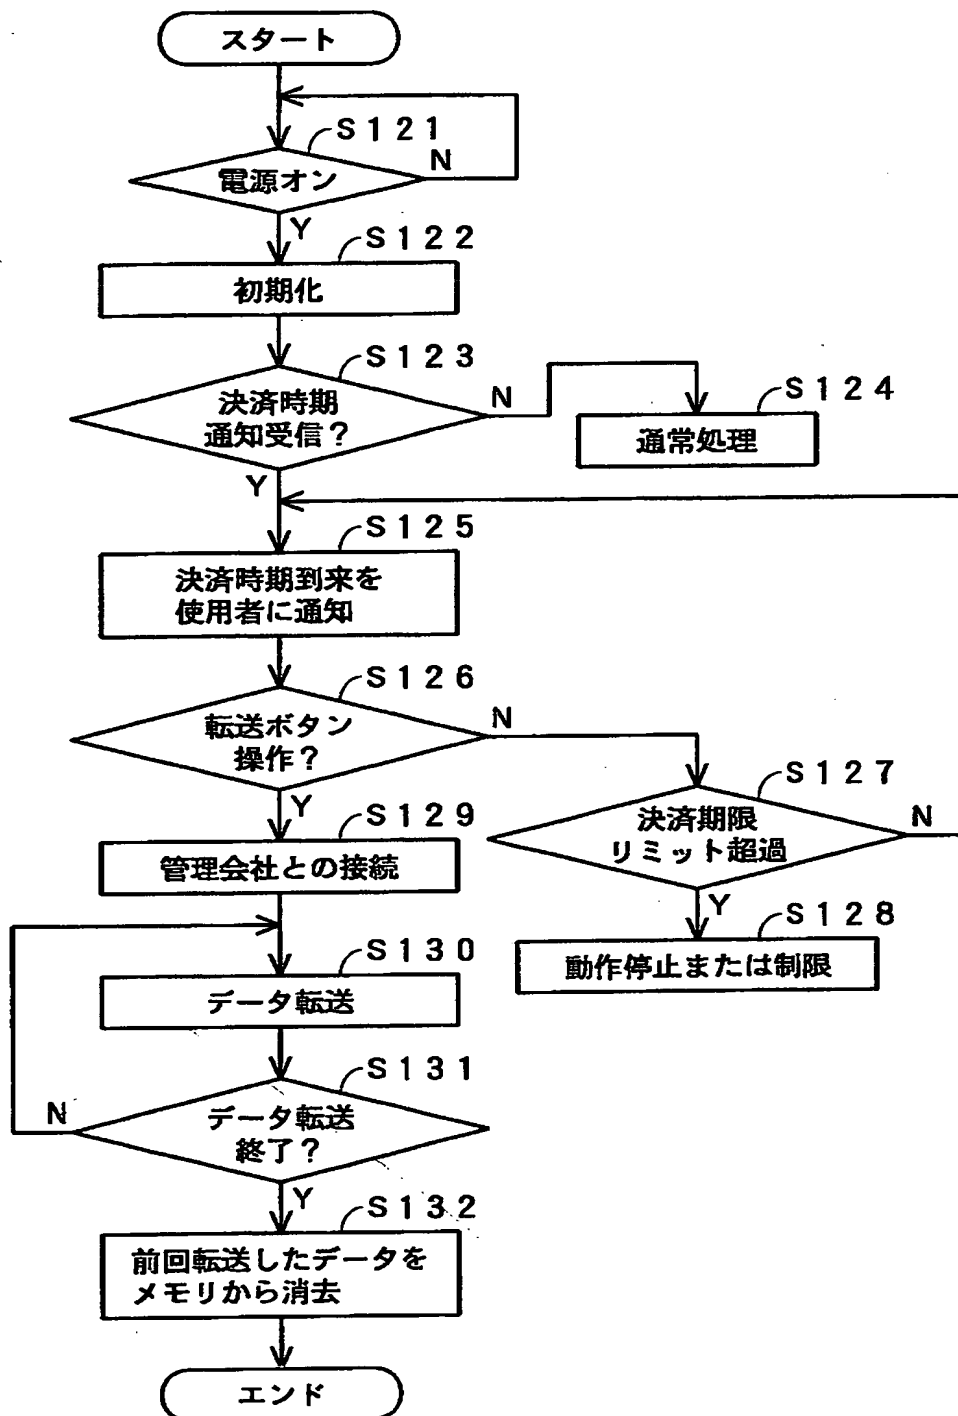 スタート
S121
電源オン
N
Y
S122
初期化
S123
決済時期
通知受信?
N
Y
S124
通常処理
S125
決済時期到来を
使用者に通知
S126
転送ボタン
操作?
N
Y
S127
決済期限
リミット超過
N
Y
S128
動作停止または制限
S129
管理会社との接続
S130
データ転送
S131
データ転送
終了?
N
Y
S132
前回転送したデータを
メモリから消去
エンド